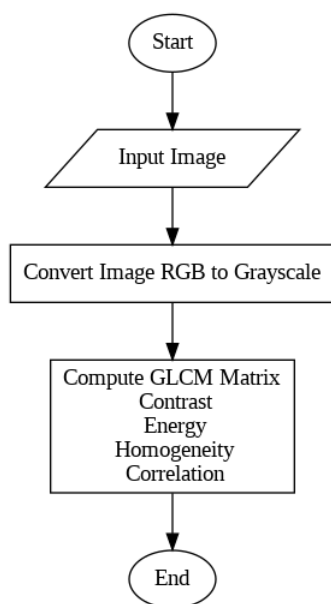 Start
Input Image
Convert Image RGB to Grayscale
Compute GLCM Matrix
Contrast
Energy
Homogeneity
Correlation
End